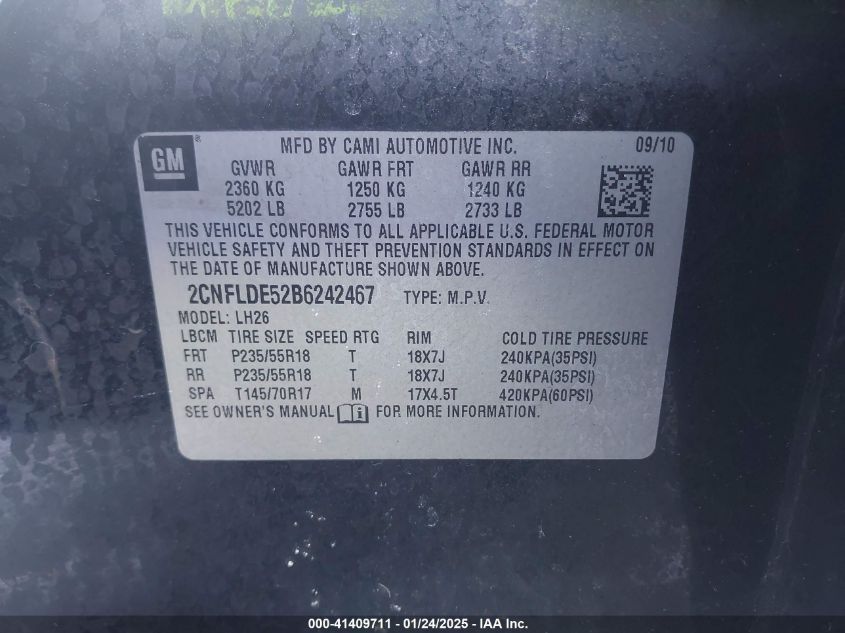 GM®
MFD BY CAMI AUTOMOTIVE INC. 09/10
GVWR GAWR FRT GAWR RR
2360 KG 1250 KG 1240 KG
5202 LB 2755 LB 2733 LB
THIS VEHICLE CONFORMS TO ALL APPLICABLE U.S. FEDERAL MOTOR
VEHICLE SAFETY AND THEFT PREVENTION STANDARDS IN EFFECT ON
THE DATE OF MANUFACTURE SHOWN ABOVE.
2CNFLDE52B6242467 TYPE: M.P.V.
MODEL: LH26
LBCM TIRE SIZE SPEED RTG RIM COLD TIRE PRESSURE
FRT P235/55R18 T 18X7J 240KPA(35PSI)
RR P235/55R18 T 18X7J 240KPA(35PSI)
SPA T145/70R17 M 17X4.5T 420KPA(60PSI)
SEE OWNER'S MANUAL FOR MORE INFORMATION.
000-41409711 - 01/24/2025 - IAA Inc.